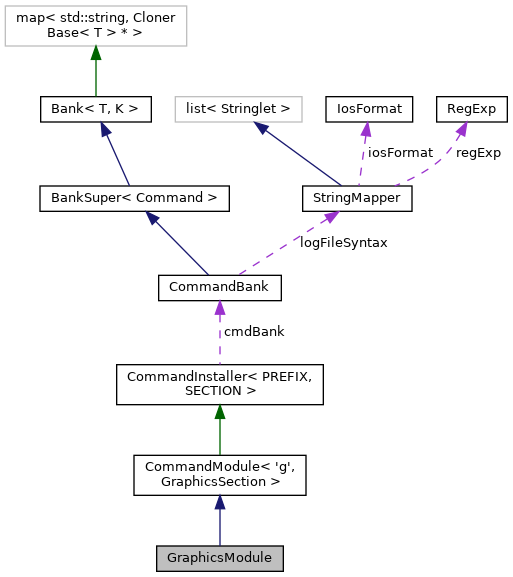 map< std::string, Cloner
Base< T > * >
Bank< T, K >
list< Stringlet >
IosFormat
RegExp
iosFormat
regExp
BankSuper< Command >
StringMapper
logFileSyntax
CommandBank
cmdBank
CommandInstaller< PREFIX,
SECTION >
CommandModule< 'g',
GraphicsSection >
GraphicsModule